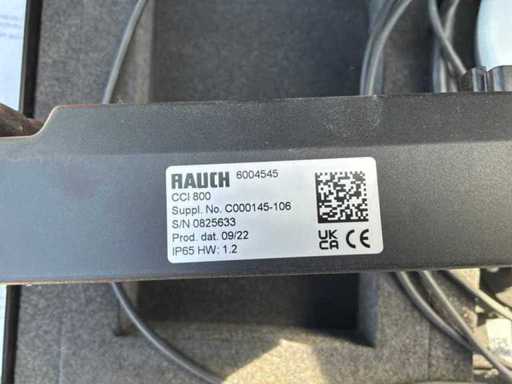 RAUCH 6004545
CCI 800
Suppl. No. C000145-106
S/N 0825633
Prod. dat. 09/22
IP65 HW: 1.2
UK
CA CE